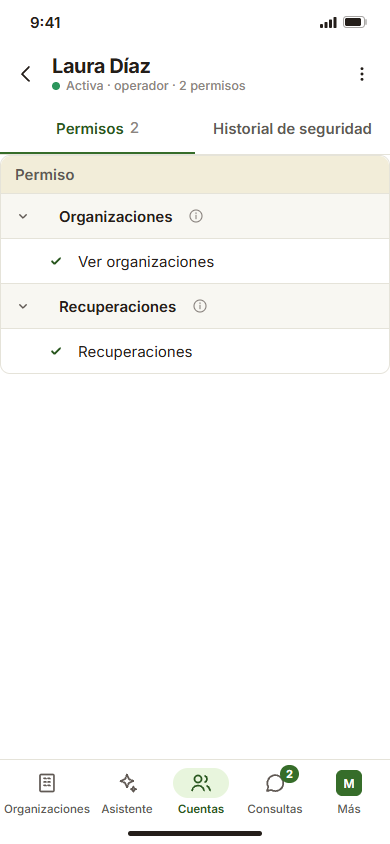 9:41
Laura Díaz
Activa · operador · 2 permisos
Permisos 2
Historial de seguridad
Permiso
Organizaciones
Ver organizaciones
Recuperaciones
Recuperaciones
2
M
Organizaciones
Asistente
Cuentas
Consultas
Más